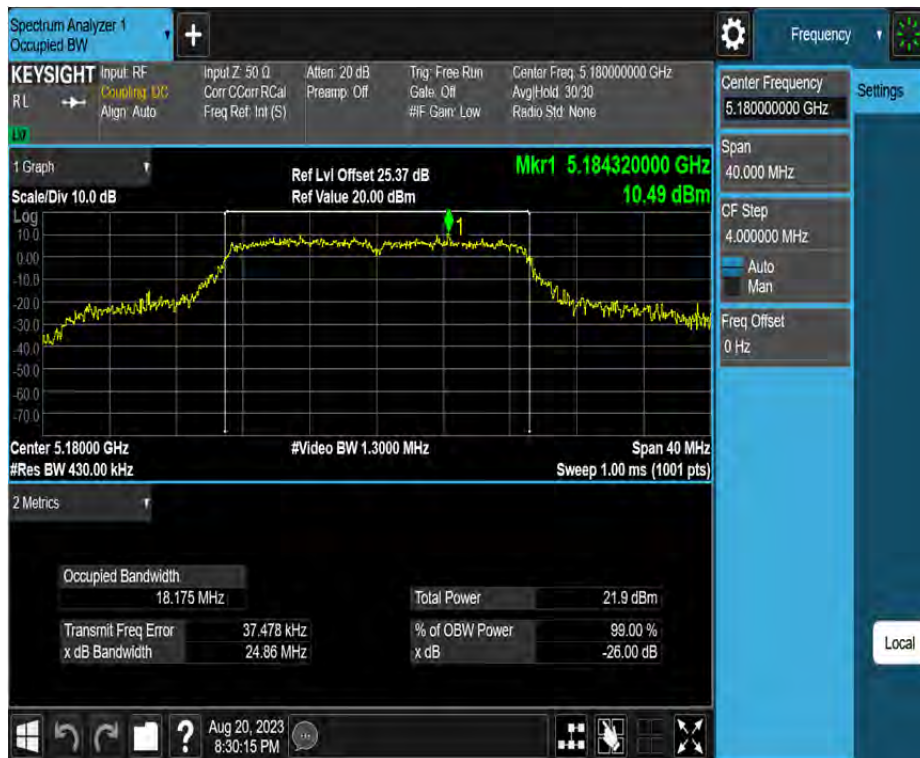 Spectrum Analyzer 1
Occupied BW
+
Frequency
KEYSIGHT
RL
Input: RF
Coupling: DC
Align: Auto
Input Z: 50 Ω
Corr CCorr RCal
Freq Ref: Int (S)
Atten: 20 dB
Preamp: Off
Trig: Free Run
Gate: Off
#IF Gain: Low
Center Freq: 5.180000000 GHz
Avg|Hold: 30/30
Radio Std: None
Center Frequency
5.180000000 GHz
Settings
Span
40.000 MHz
CF Step
4.000000 MHz
Auto
Man
Freq Offset
0 Hz
Local
1 Graph
Scale/Div 10.0 dB
Ref Lvl Offset 25.37 dB
Ref Value 20.00 dBm
Mkr1 5.184320000 GHz
10.49 dBm
Log
10.0
0.00
-10.0
-20.0
-30.0
-40.0
-50.0
-60.0
-70.0
1
Center 5.18000 GHz
#Res BW 430.00 kHz
#Video BW 1.3000 MHz
Span 40 MHz
Sweep 1.00 ms (1001 pts)
2 Metrics
Occupied Bandwidth
18.175 MHz
Total Power 21.9 dBm
Transmit Freq Error 37.478 kHz
% of OBW Power 99.00 %
x dB Bandwidth 24.86 MHz
x dB -26.00 dB
?
Aug 20, 2023
8:30:15 PM